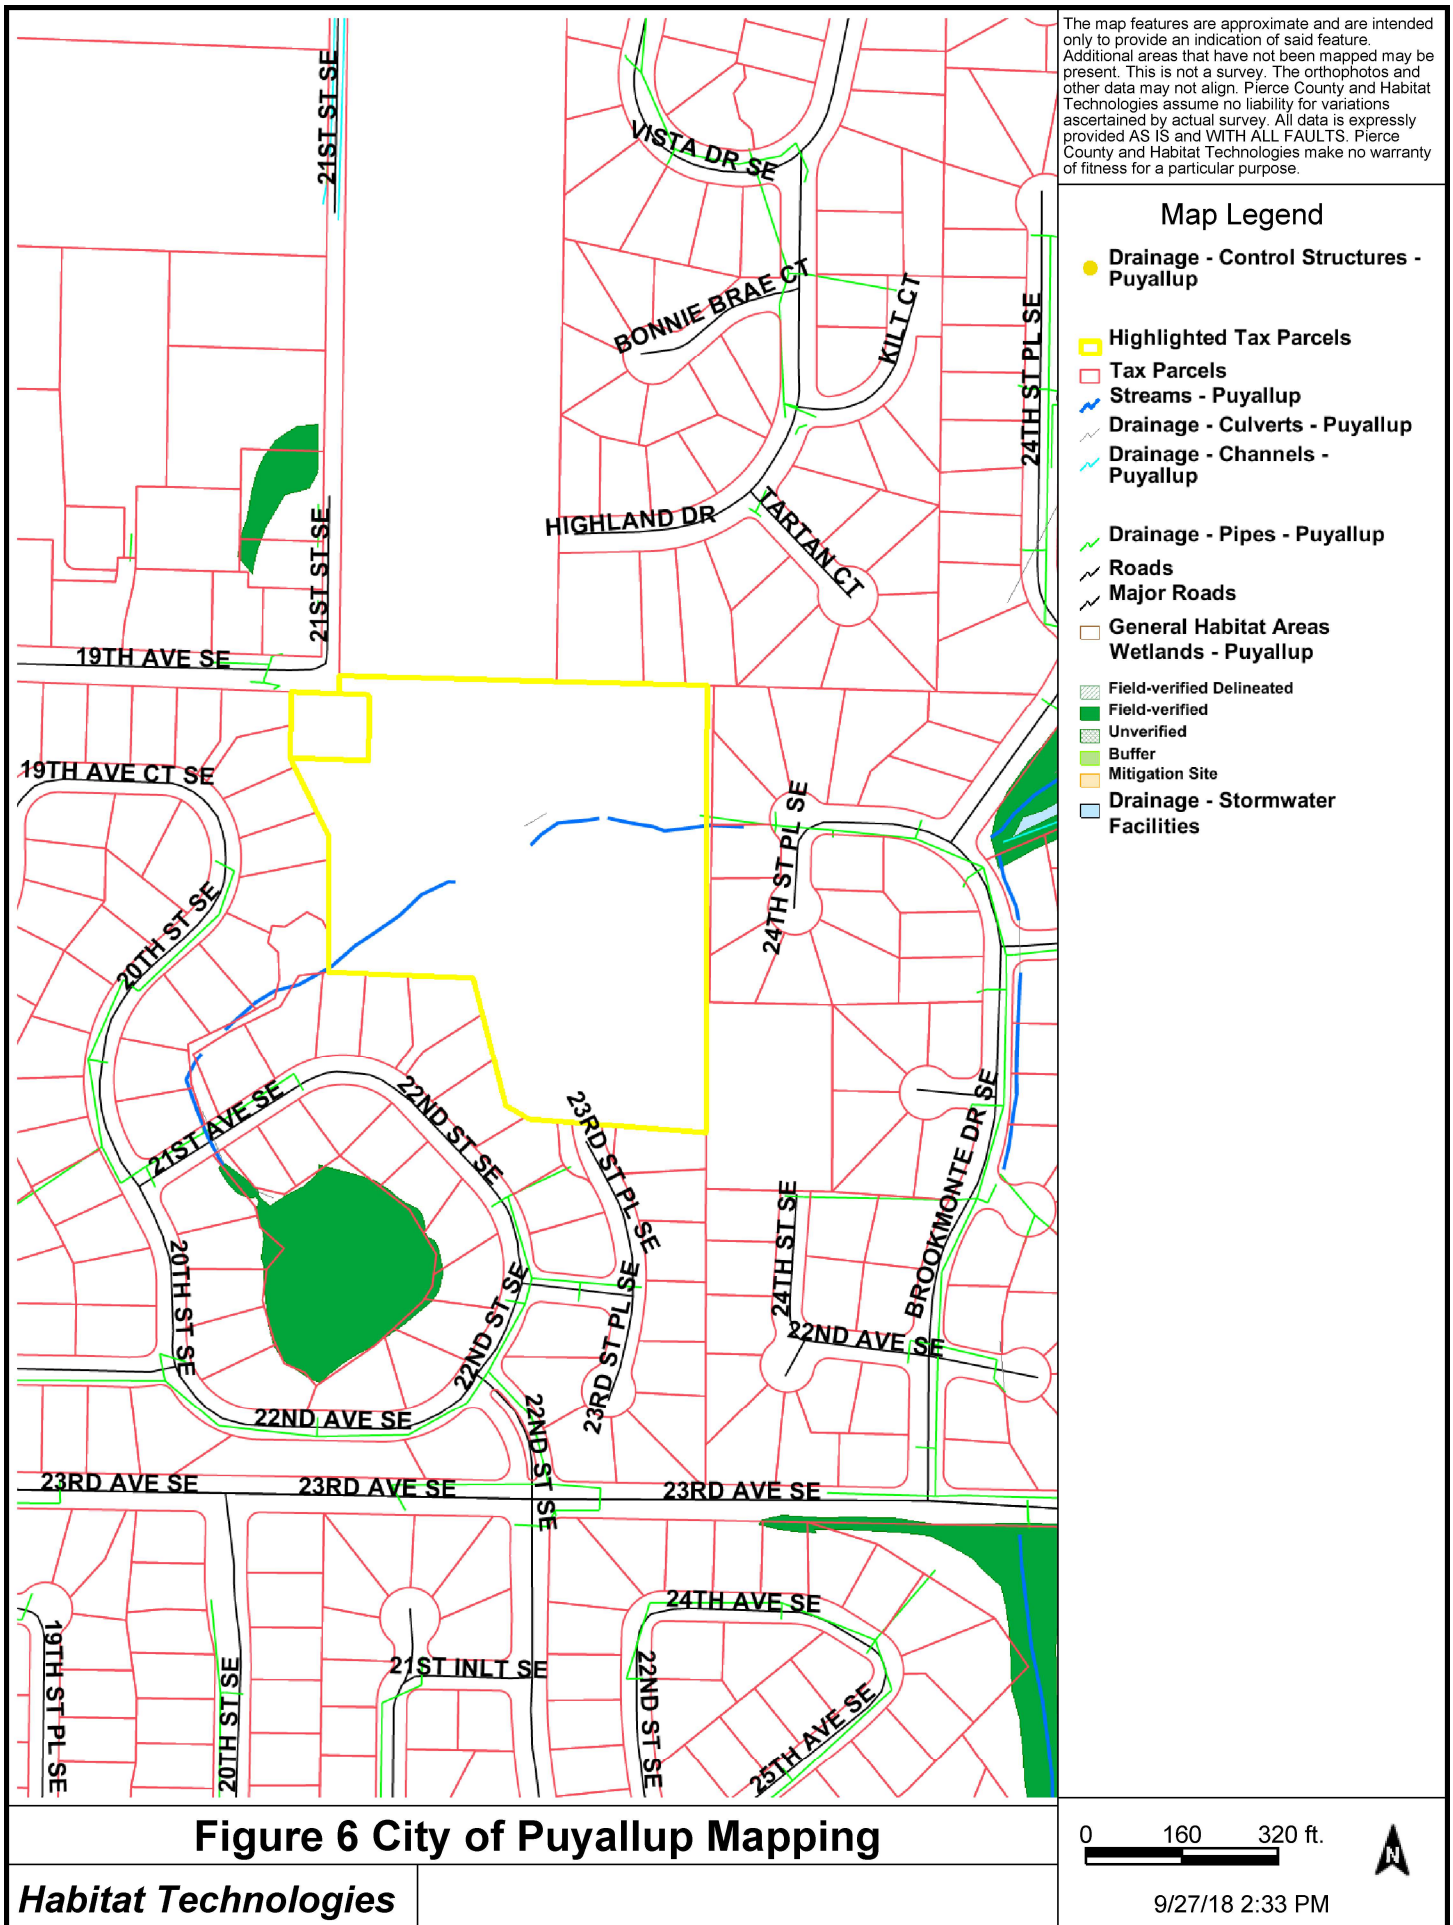 The map features are approximate and are intended
only to provide an indication of said feature.
Additional areas that have not been mapped may be
present. This is not a survey. The orthophotos and
other data may not align. Pierce County and Habitat
Technologies assume no liability for variations
ascertained by actual survey. All data is expressly
provided AS IS and WITH ALL FAULTS. Pierce
County and Habitat Technologies make no warranty
of fitness for a particular purpose.
Map Legend
Drainage - Control Structures -
Puyallup
Highlighted Tax Parcels
Tax Parcels
Streams - Puyallup
Drainage - Culverts - Puyallup
Drainage - Channels -
Puyallup
Drainage - Pipes - Puyallup
Roads
Major Roads
General Habitat Areas
Wetlands - Puyallup
Field-verified Delineated
Field-verified
Unverified
Buffer
Mitigation Site
Drainage - Stormwater
Facilities
21ST ST SE
VISTA DR SE
BONNIE BRAE CT
KILT CT
24TH ST PL SE
HIGHLAND DR
TARTAN CT
21ST ST SE
19TH AVE SE
19TH AVE CT SE
20TH ST SE
24TH ST PL SE
21ST AVE SE
22ND ST SE
23RD ST PL SE
BROOKMONTE DR SE
24TH ST SE
20TH ST SE
22ND ST SE
23RD ST PL SE
22ND AVE SE
22ND AVE SE
22ND ST SE
23RD AVE SE
23RD AVE SE
23RD AVE SE
24TH AVE SE
19TH ST PL SE
20TH ST SE
21ST INLT SE
22ND ST SE
25TH AVE SE
Figure 6 City of Puyallup Mapping
Habitat Technologies
0 160 320 ft.
N
9/27/18 2:33 PM